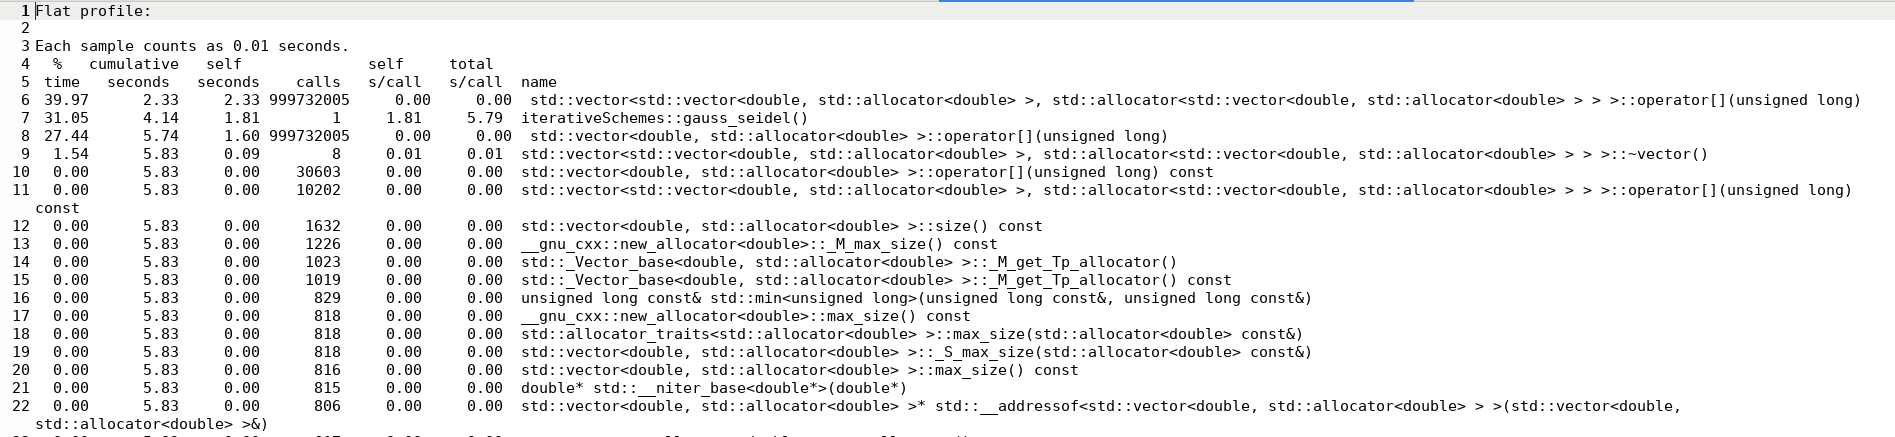 1 Flat profile:
2
3 Each sample counts as 0.01 seconds.
4   %   cumulative   self              self     total
5  time   seconds   seconds    calls   s/call   s/call  name
6 39.97      2.33     2.33 999732005     0.00     0.00   std::vector<std::vector<double, std::allocator<double> >, std::allocator<std::vector<double, std::allocator<double> > > >::operator[](unsigned long)
7 31.05      4.14     1.81        1     1.81     5.79  iterativeSchemes::gauss_seidel()
8 27.44      5.74     1.60 999732005     0.00     0.00   std::vector<double, std::allocator<double> >::operator[](unsigned long)
9  1.54      5.83     0.09        8     0.01     0.01  std::vector<std::vector<double, std::allocator<double> >, std::allocator<std::vector<double, std::allocator<double> > > >::~vector()
10  0.00      5.83     0.00    30603     0.00     0.00  std::vector<double, std::allocator<double> >::operator[](unsigned long) const
11  0.00      5.83     0.00    10202     0.00     0.00  std::vector<std::vector<double, std::allocator<double> >, std::allocator<std::vector<double, std::allocator<double> > > >::operator[](unsigned long)
const
12  0.00      5.83     0.00     1632     0.00     0.00  std::vector<double, std::allocator<double> >::size() const
13  0.00      5.83     0.00     1226     0.00     0.00  __gnu_cxx::new_allocator<double>::_M_max_size() const
14  0.00      5.83     0.00     1023     0.00     0.00  std::_Vector_base<double, std::allocator<double> >::_M_get_Tp_allocator()
15  0.00      5.83     0.00     1019     0.00     0.00  std::_Vector_base<double, std::allocator<double> >::_M_get_Tp_allocator() const
16  0.00      5.83     0.00      829     0.00     0.00  unsigned long const& std::min<unsigned long>(unsigned long const&, unsigned long const&)
17  0.00      5.83     0.00      818     0.00     0.00  __gnu_cxx::new_allocator<double>::max_size() const
18  0.00      5.83     0.00      818     0.00     0.00  std::allocator_traits<std::allocator<double> >::max_size(std::allocator<double> const&)
19  0.00      5.83     0.00      818     0.00     0.00  std::vector<double, std::allocator<double> >::_S_max_size(std::allocator<double> const&)
20  0.00      5.83     0.00      816     0.00     0.00  std::vector<double, std::allocator<double> >::max_size() const
21  0.00      5.83     0.00      815     0.00     0.00  double* std::__niter_base<double*>(double*)
22  0.00      5.83     0.00      806     0.00     0.00  std::vector<double, std::allocator<double> >* std::__addressof<std::vector<double, std::allocator<double> > >(std::vector<double,
std::allocator<double> >&)